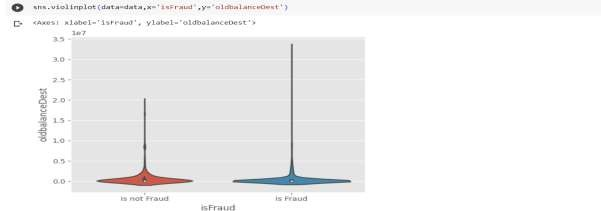 sns.violinplot(data=data,x='isFraud',y='oldbalanceDest')
<Axes: xlabel='isFraud', ylabel='oldbalanceDest'>
1e7
3.5
3.0
2.5
2.0
1.5
1.0
0.5
0.0
oldbalanceDest
is not Fraud
is Fraud
isFraud